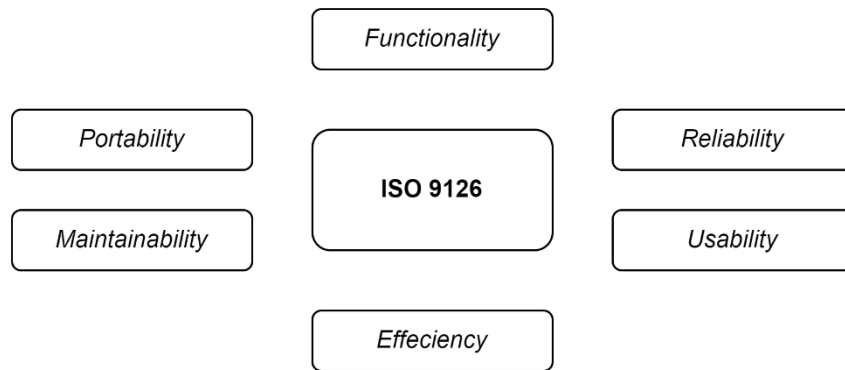 Functionality
Portability
Reliability
ISO 9126
Maintainability
Usability
Effeciency